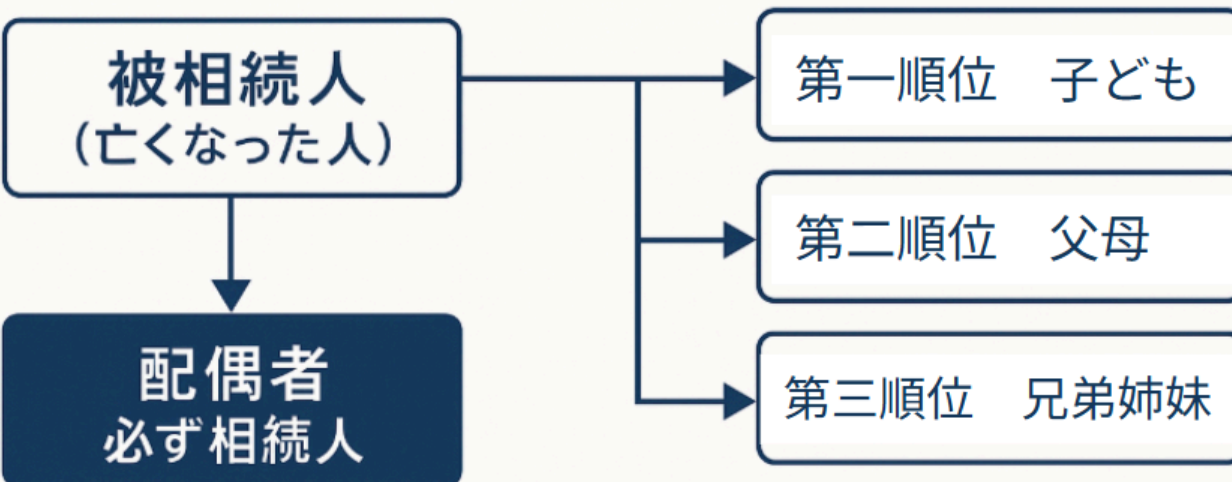 被相続人
（亡くなった人）
配偶者
必ず相続人
第一順位　子ども
第二順位　父母
第三順位　兄弟姉妹